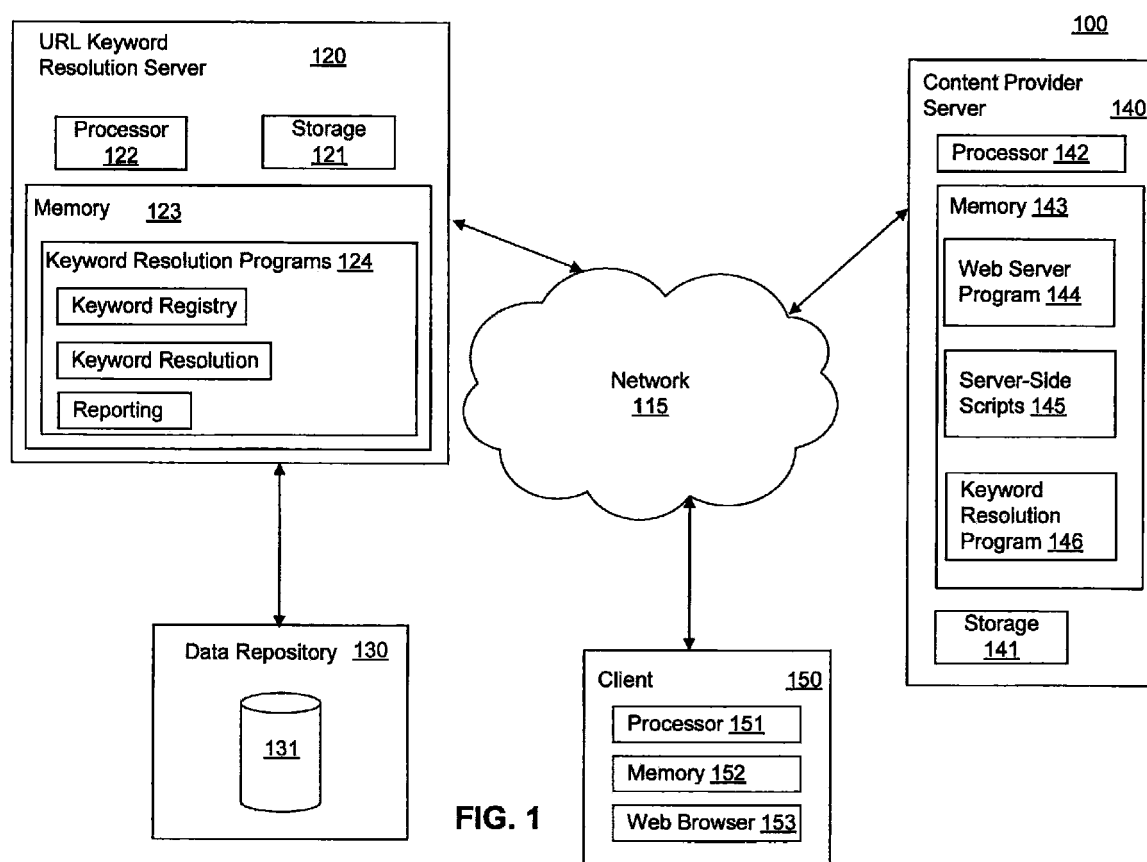 100
URL Keyword
Resolution Server
120
Processor
122
Storage
121
Memory 123
Keyword Resolution Programs 124
Keyword Registry
Keyword Resolution
Reporting
Network
115
Content Provider
Server 140
Processor 142
Memory 143
Web Server
Program 144
Server-Side
Scripts 145
Keyword
Resolution
Program 146
Storage
141
Data Repository 130
131
Client 150
Processor 151
Memory 152
Web Browser 153
FIG. 1